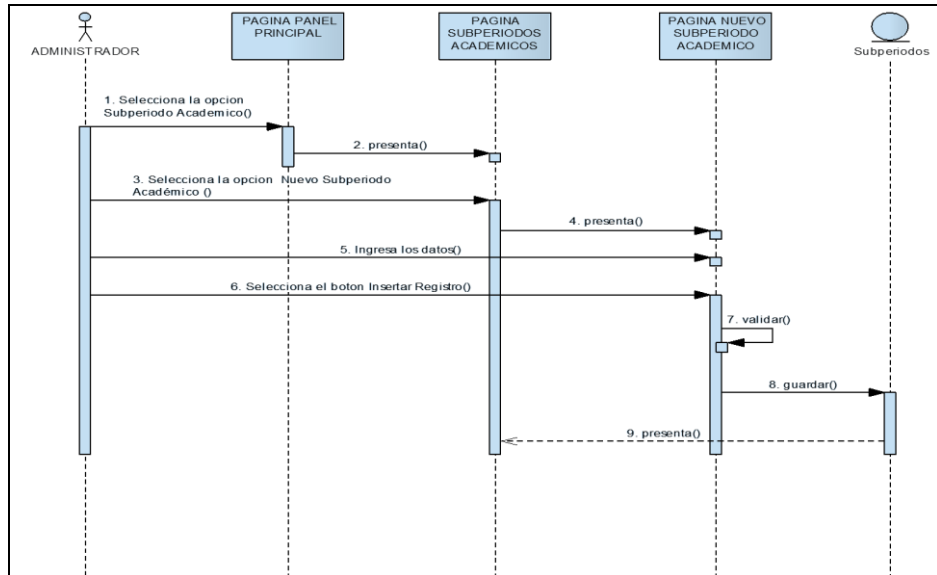 ADMINISTRADOR
PAGINA PANEL
PRINCIPAL
PAGINA
SUBPERIODOS
ACADEMICOS
PAGINA NUEVO
SUBPERIODO
ACADEMICO
Subperiodos
1. Selecciona la opcion
Subperiodo Academico()
2. presenta()
3. Selecciona la opcion Nuevo Subperiodo
Académico ()
4. presenta()
5. Ingresa los datos()
6. Selecciona el boton Insertar Registro()
7. validar()
8. guardar()
9. presenta()